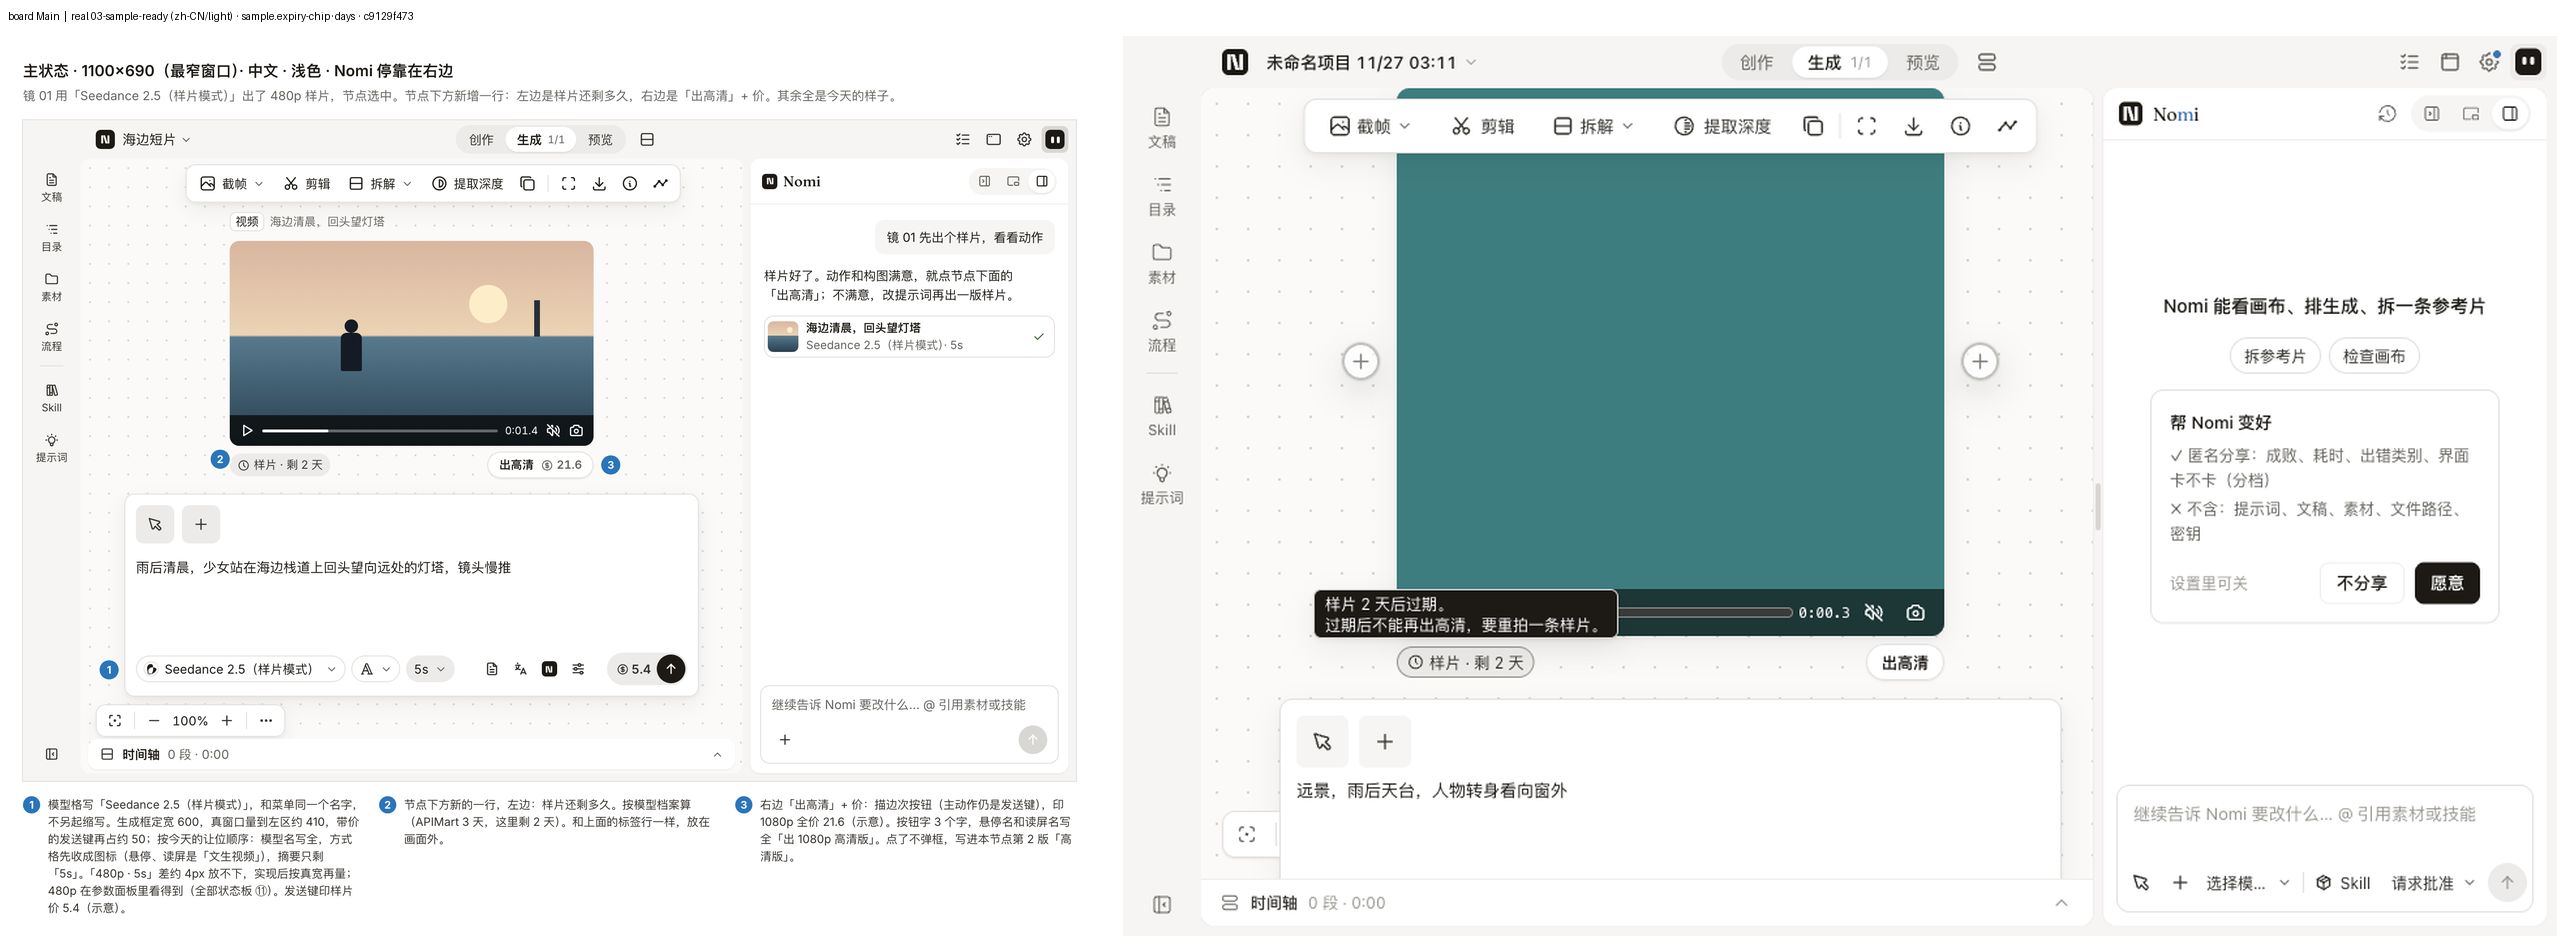 board Main | real 03-sample-ready (zh-CN/light) · sample.expiry-chip-days · c9129f473
主状态 · 1100×690（最窄窗口）· 中文 · 浅色 · Nomi 停靠在右边
镜 01 用「Seedance 2.5（样片模式）」出了 480p 样片，节点选中。节点下方新增一行：左边是样片还剩多久，右边是「出高清」+ 价。其余全是今天的样子。
海边短片
创作 生成 1/1 预览
文稿
目录
素材
流程
Skill
提示词
截帧 剪辑 拆解 提取深度
视频 海边清晨，回头望灯塔
0:01.4
2 样片 · 剩 2 天
出高清 21.6 3
雨后清晨，少女站在海边栈道上回头望向远处的灯塔，镜头慢推
1 Seedance 2.5（样片模式） 5s 5.4
100%
时间轴 0 段 · 0:00
Nomi
镜 01 先出个样片，看看动作
样片好了。动作和构图满意，就点节点下面的
「出高清」；不满意，改提示词再出一版样片。
海边清晨，回头望灯塔
Seedance 2.5（样片模式）· 5s
继续告诉 Nomi 要改什么... @ 引用素材或技能
1 模型格写「Seedance 2.5（样片模式）」，和菜单同一个名字，
不另起缩写。生成框定宽 600，真窗口量到左区约 410，带价
的发送键再占约 50；按今天的让位顺序：模型名写全，方式
格先收成图标（悬停、读屏是「文生视频」），摘要只剩
「5s」。「480p · 5s」差约 4px 放不下，实现后按真宽再量；
480p 在参数面板里看得到（全部状态板 ⑪）。发送键印样片
价 5.4（示意）。
2 节点下方新的一行，左边：样片还剩多久。按模型档案算
（APIMart 3 天，这里剩 2 天）。和上面的标签行一样，放在
画面外。
3 右边「出高清」+ 价：描边次按钮（主动作仍是发送键），印
1080p 全价 21.6（示意）。按钮字 3 个字，悬停名和读屏名写
全「出 1080p 高清版」。点了不弹框，写进本节点第 2 版「高
清版」。
未命名项目 11/27 03:11
创作 生成 1/1 预览
文稿
目录
素材
流程
Skill
提示词
截帧 剪辑 拆解 提取深度
样片 2 天后过期。
过期后不能再出高清，要重拍一条样片。
0:00.3
样片 · 剩 2 天
出高清
远景，雨后天台，人物转身看向窗外
时间轴 0 段 · 0:00
Nomi
Nomi 能看画布、排生成、拆一条参考片
拆参考片 检查画布
帮 Nomi 变好
✓ 匿名分享：成败、耗时、出错类别、界面
卡不卡（分档）
✕ 不含：提示词、文稿、素材、文件路径、
密钥
设置里可关 不分享 愿意
继续告诉 Nomi 要改什么... @ 引用素材或技能
选择模... Skill 请求批准